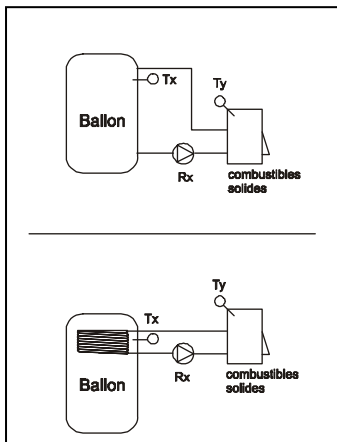 Ty
Tx
Ballon
Rx
combustibles
solides
Ty
Tx
Rx
Ballon
combustibles
solides